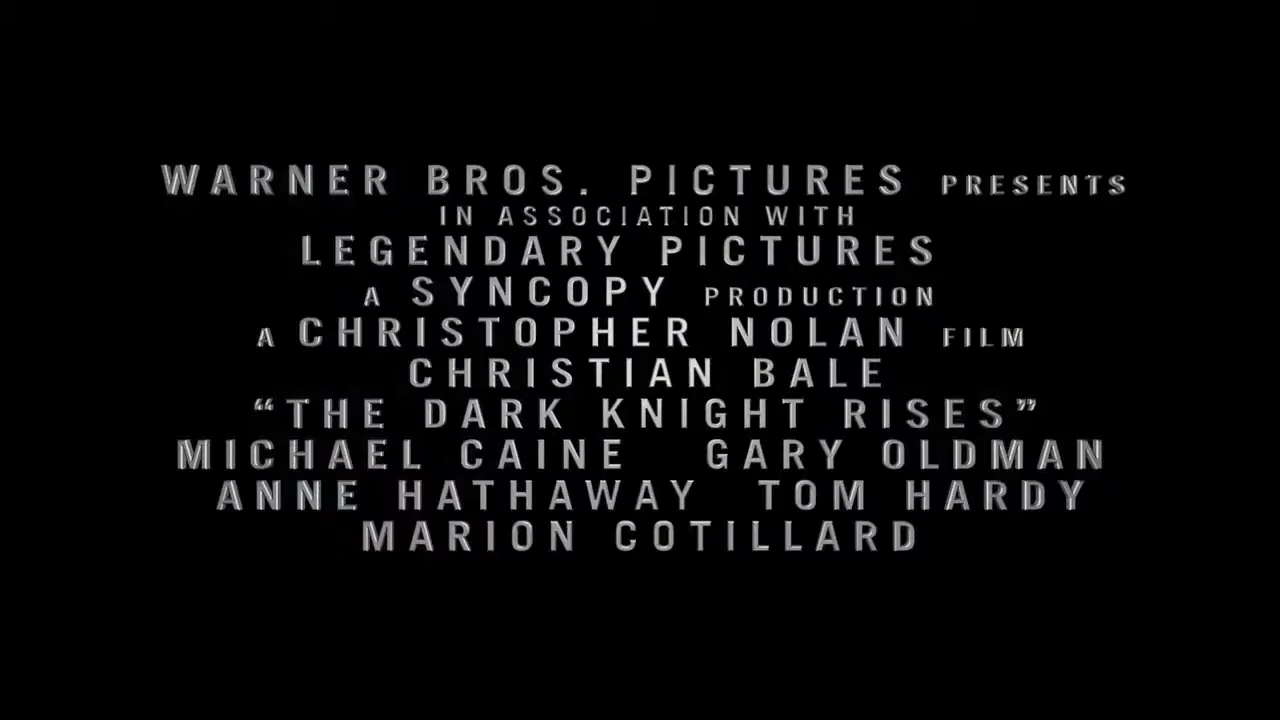 WARNER BROS. PICTURES PRESENTS
IN ASSOCIATION WITH
LEGENDARY PICTURES
A SYNCOPY PRODUCTION
A CHRISTOPHER NOLAN FILM
CHRISTIAN BALE
“THE DARK KNIGHT RISES”
MICHAEL CAINE GARY OLDMAN
ANNE HATHAWAY TOM HARDY
MARION COTILLARD